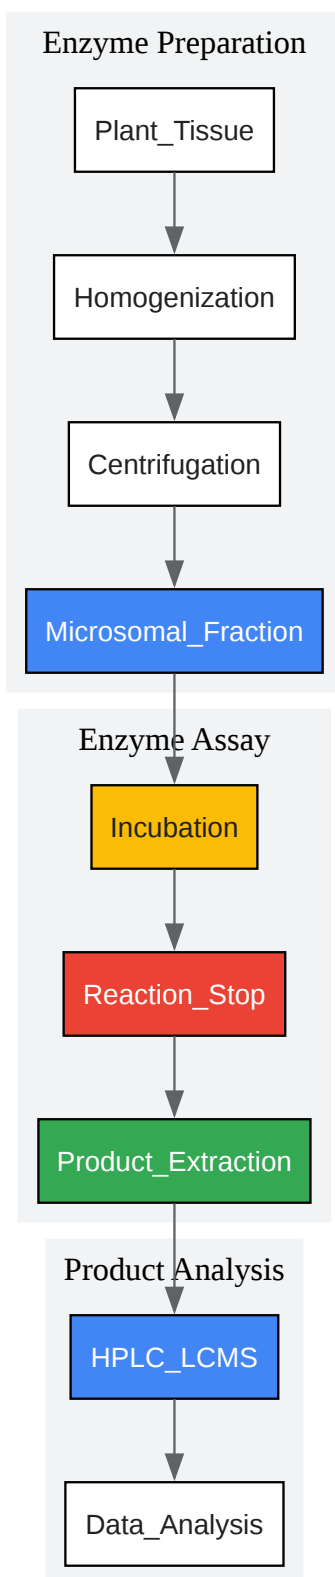 Enzyme Preparation
Plant_Tissue
Homogenization
Centrifugation
Microsomal_Fraction
Enzyme Assay
Incubation
Reaction_Stop
Product_Extraction
Product Analysis
HPLC_LCMS
Data_Analysis